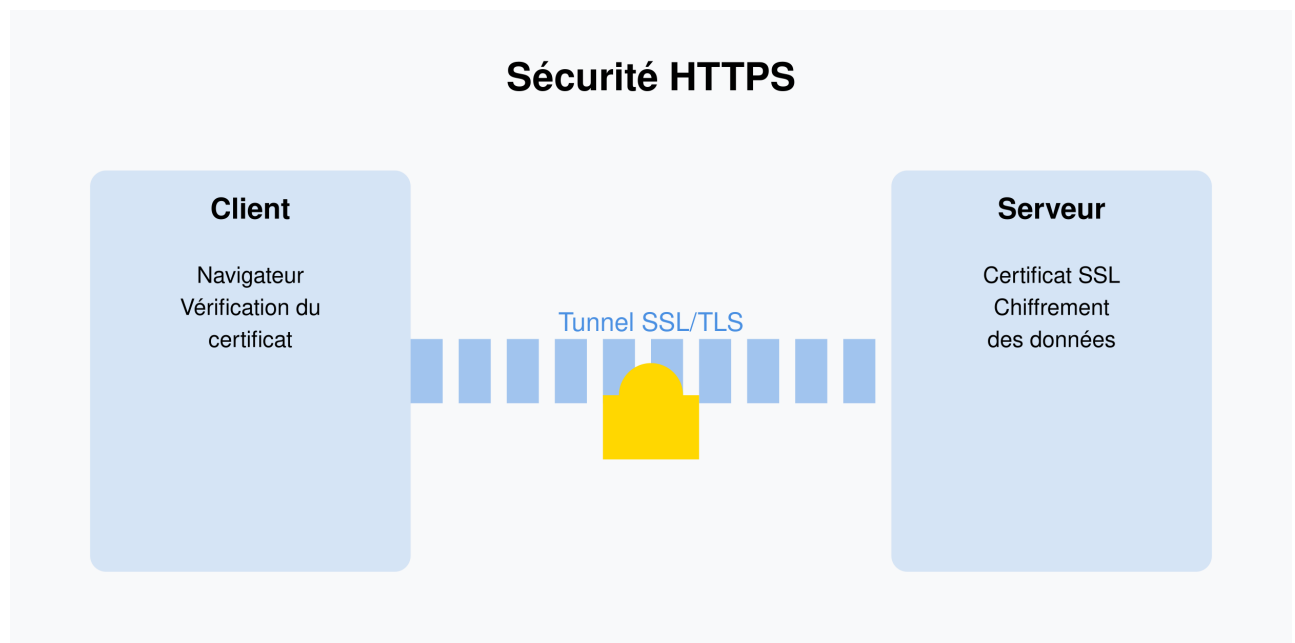 Sécurité HTTPS
Client
Navigateur
Vérification du
certificat
Tunnel SSL/TLS
Serveur
Certificat SSL
Chiffrement
des données